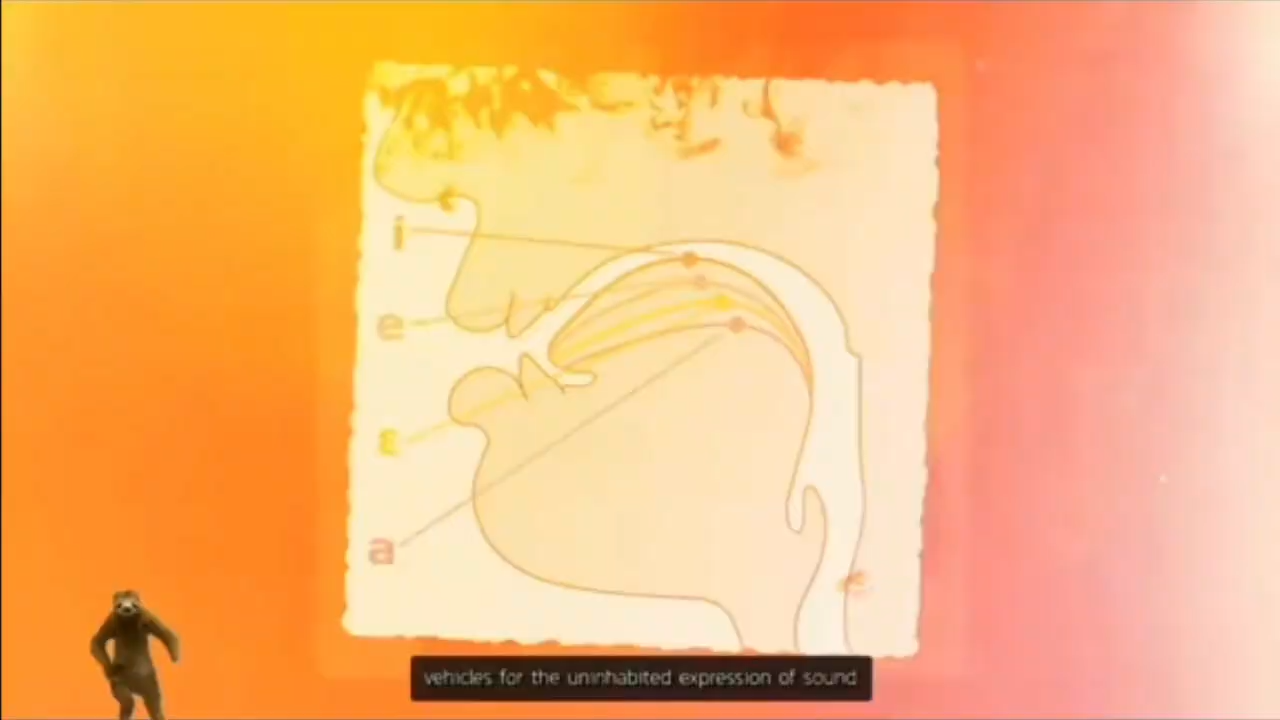 i
e
ɛ
a
vehicles for the uninhabited expression of sound